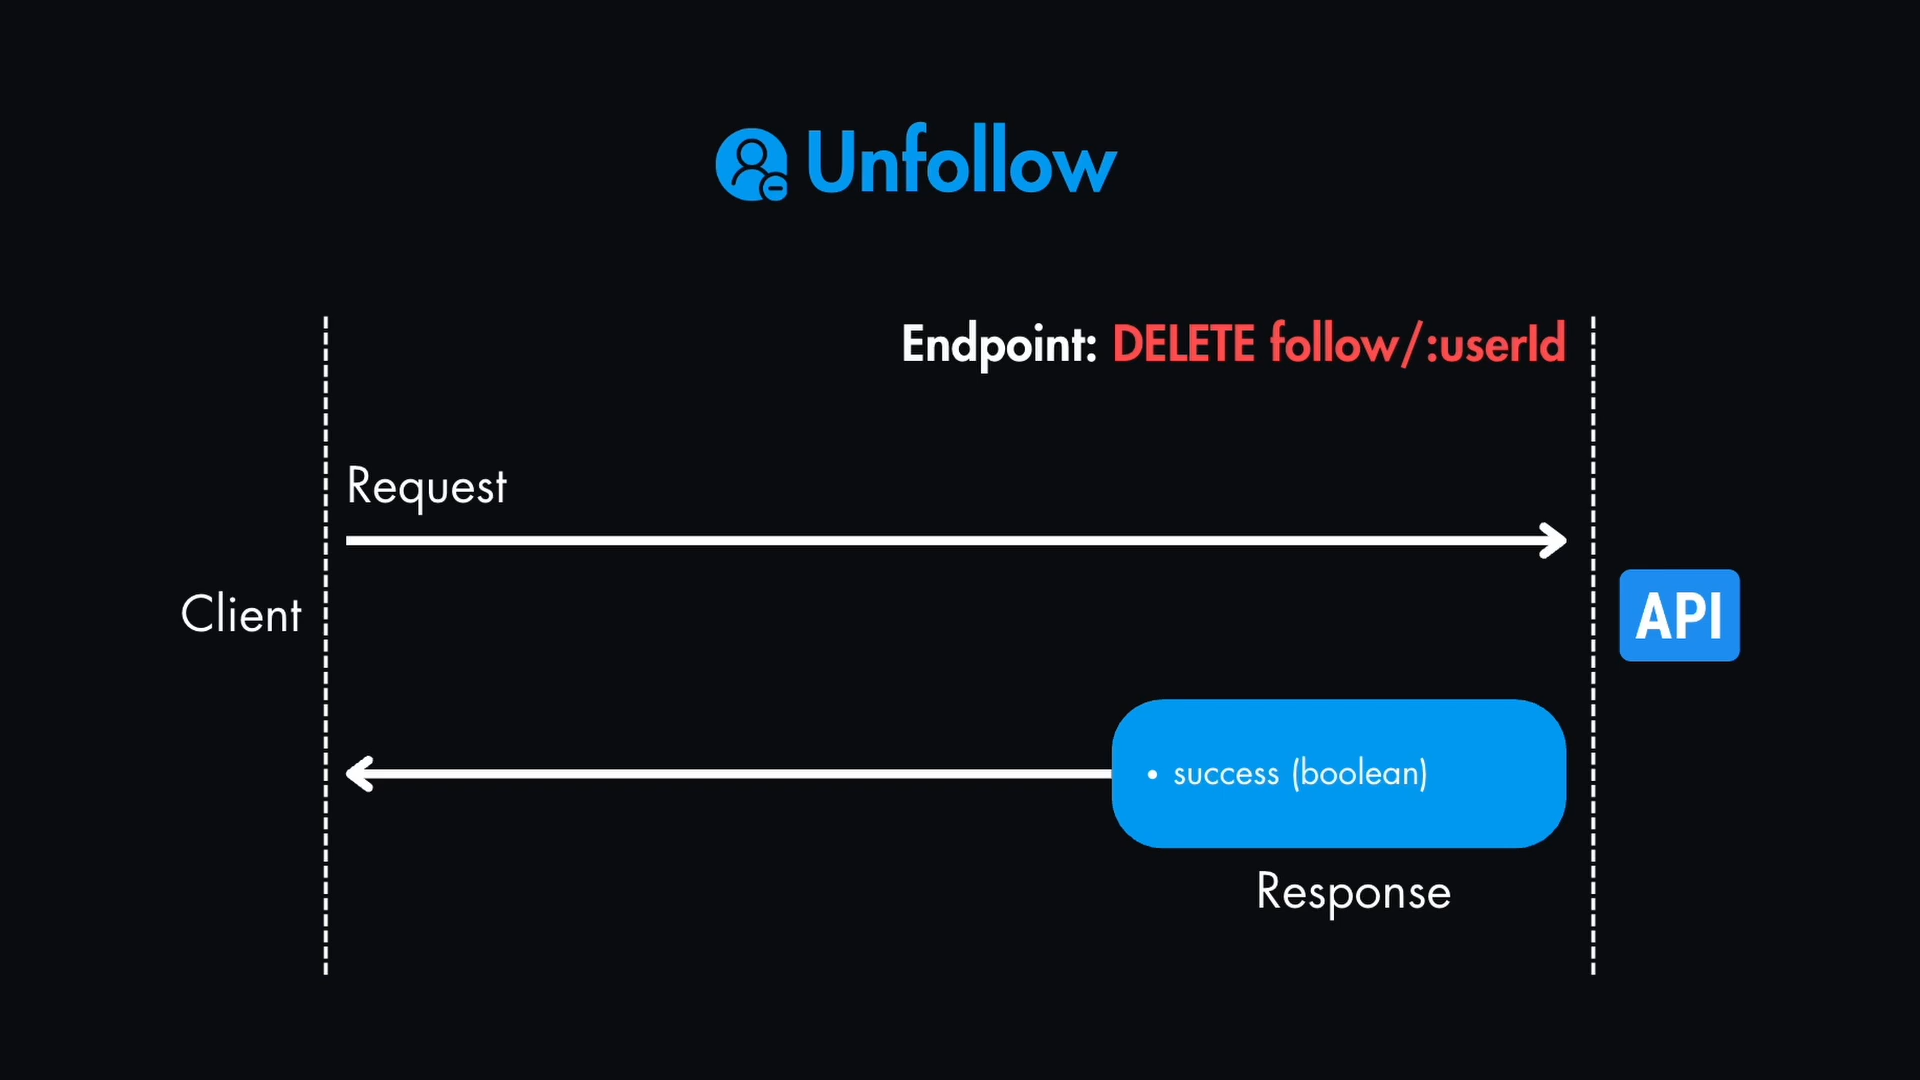 Unfollow
Endpoint: DELETE follow/:userId
Request
Client
API
• success (boolean)
Response